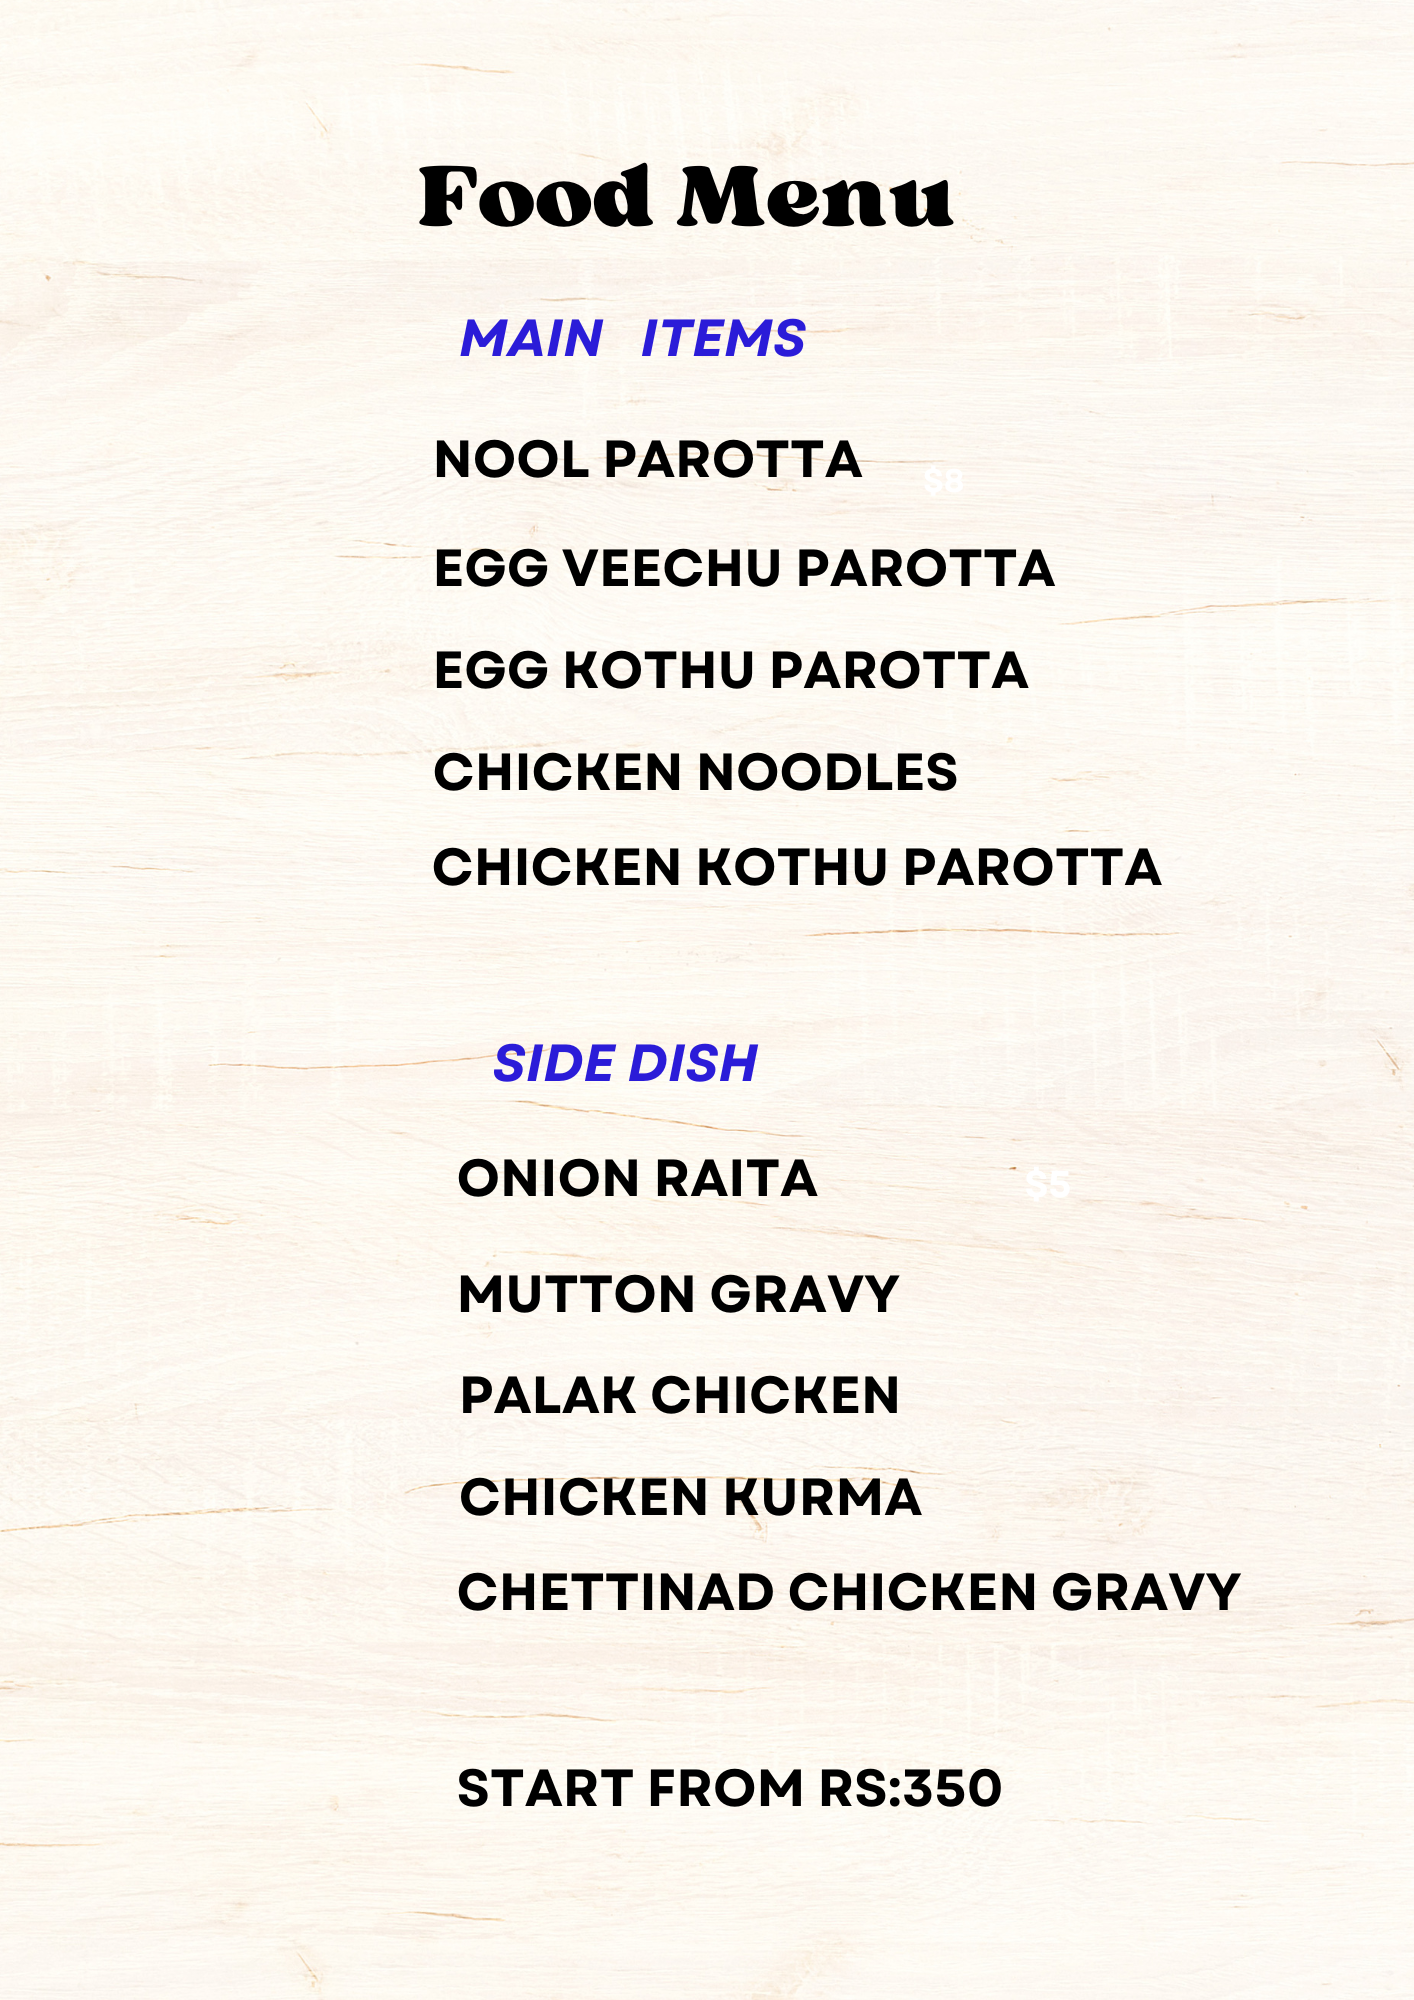 Food Menu
MAIN ITEMS
NOOL PAROTTA
$8
EGG VEECHU PAROTTA
EGG KOTHU PAROTTA
CHICKEN NOODLES
CHICKEN KOTHU PAROTTA
SIDE DISH
ONION RAITA
$5
MUTTON GRAVY
PALAK CHICKEN
CHICKEN KURMA
CHETTINAD CHICKEN GRAVY
START FROM RS:350